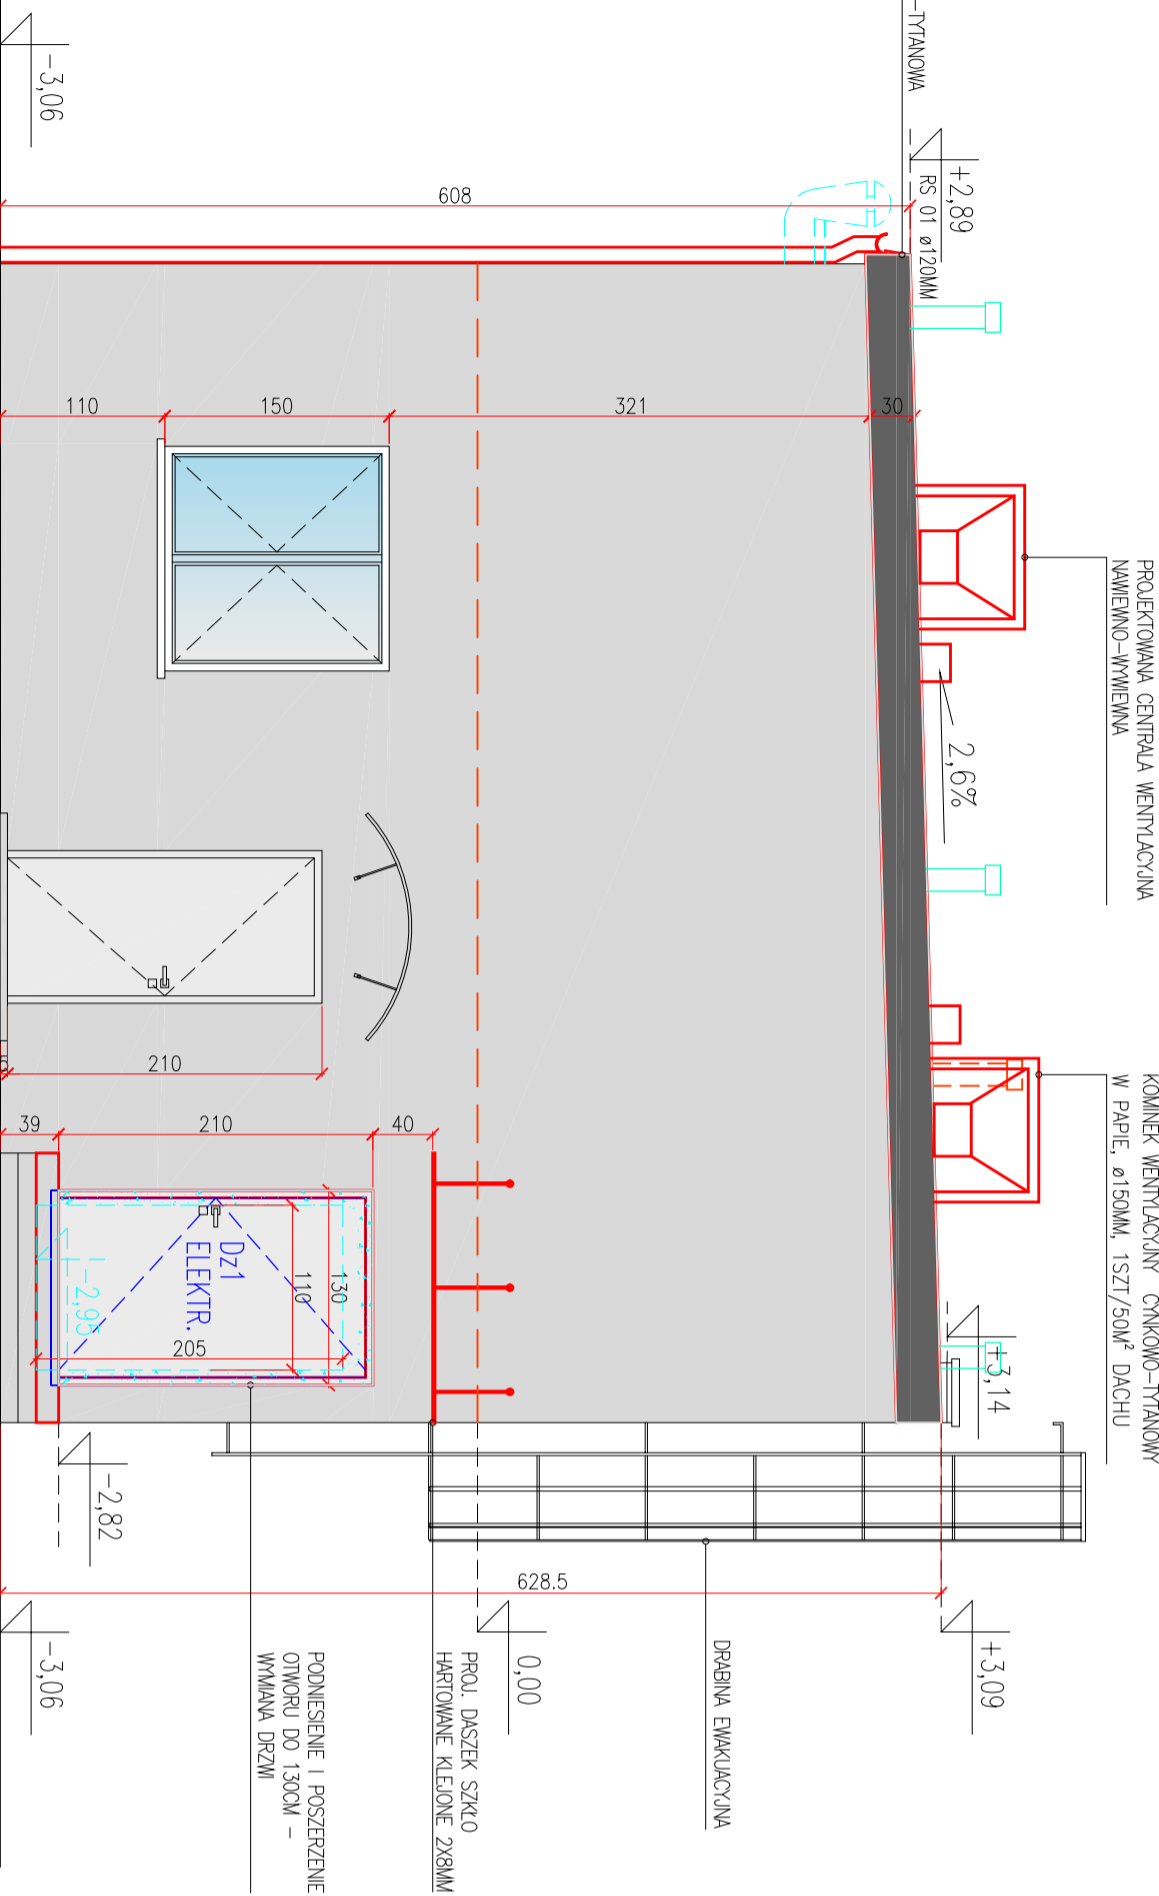 -TYTANOWA
+2,89
RS 01 ø120MM
-3,06
608
110
150
321
30
PROJEKTOWANA CENTRALA WENTYLACYJNA
NAWIEWNO-WYWIEWNA
2,6%
KOMINEK WENTYLACYJNY CYNKOWO-TYTANOWY
W PAPIE, ø150MM, 1SZT/50M² DACHU
210
39
210
40
Dz1
ELEKTR.
110
130
205
-2,95
+3,14
-2,82
628.5
-3,06
0,00
+3,09
DRABINA EWAKUACYJNA
PROJ. DASZEK SZKŁO
HARTOWANE KLEJONE 2X8MM
PODNIESIENIE I POSZERZENIE
OTWORU DO 130CM –
WYMIANA DRZWI